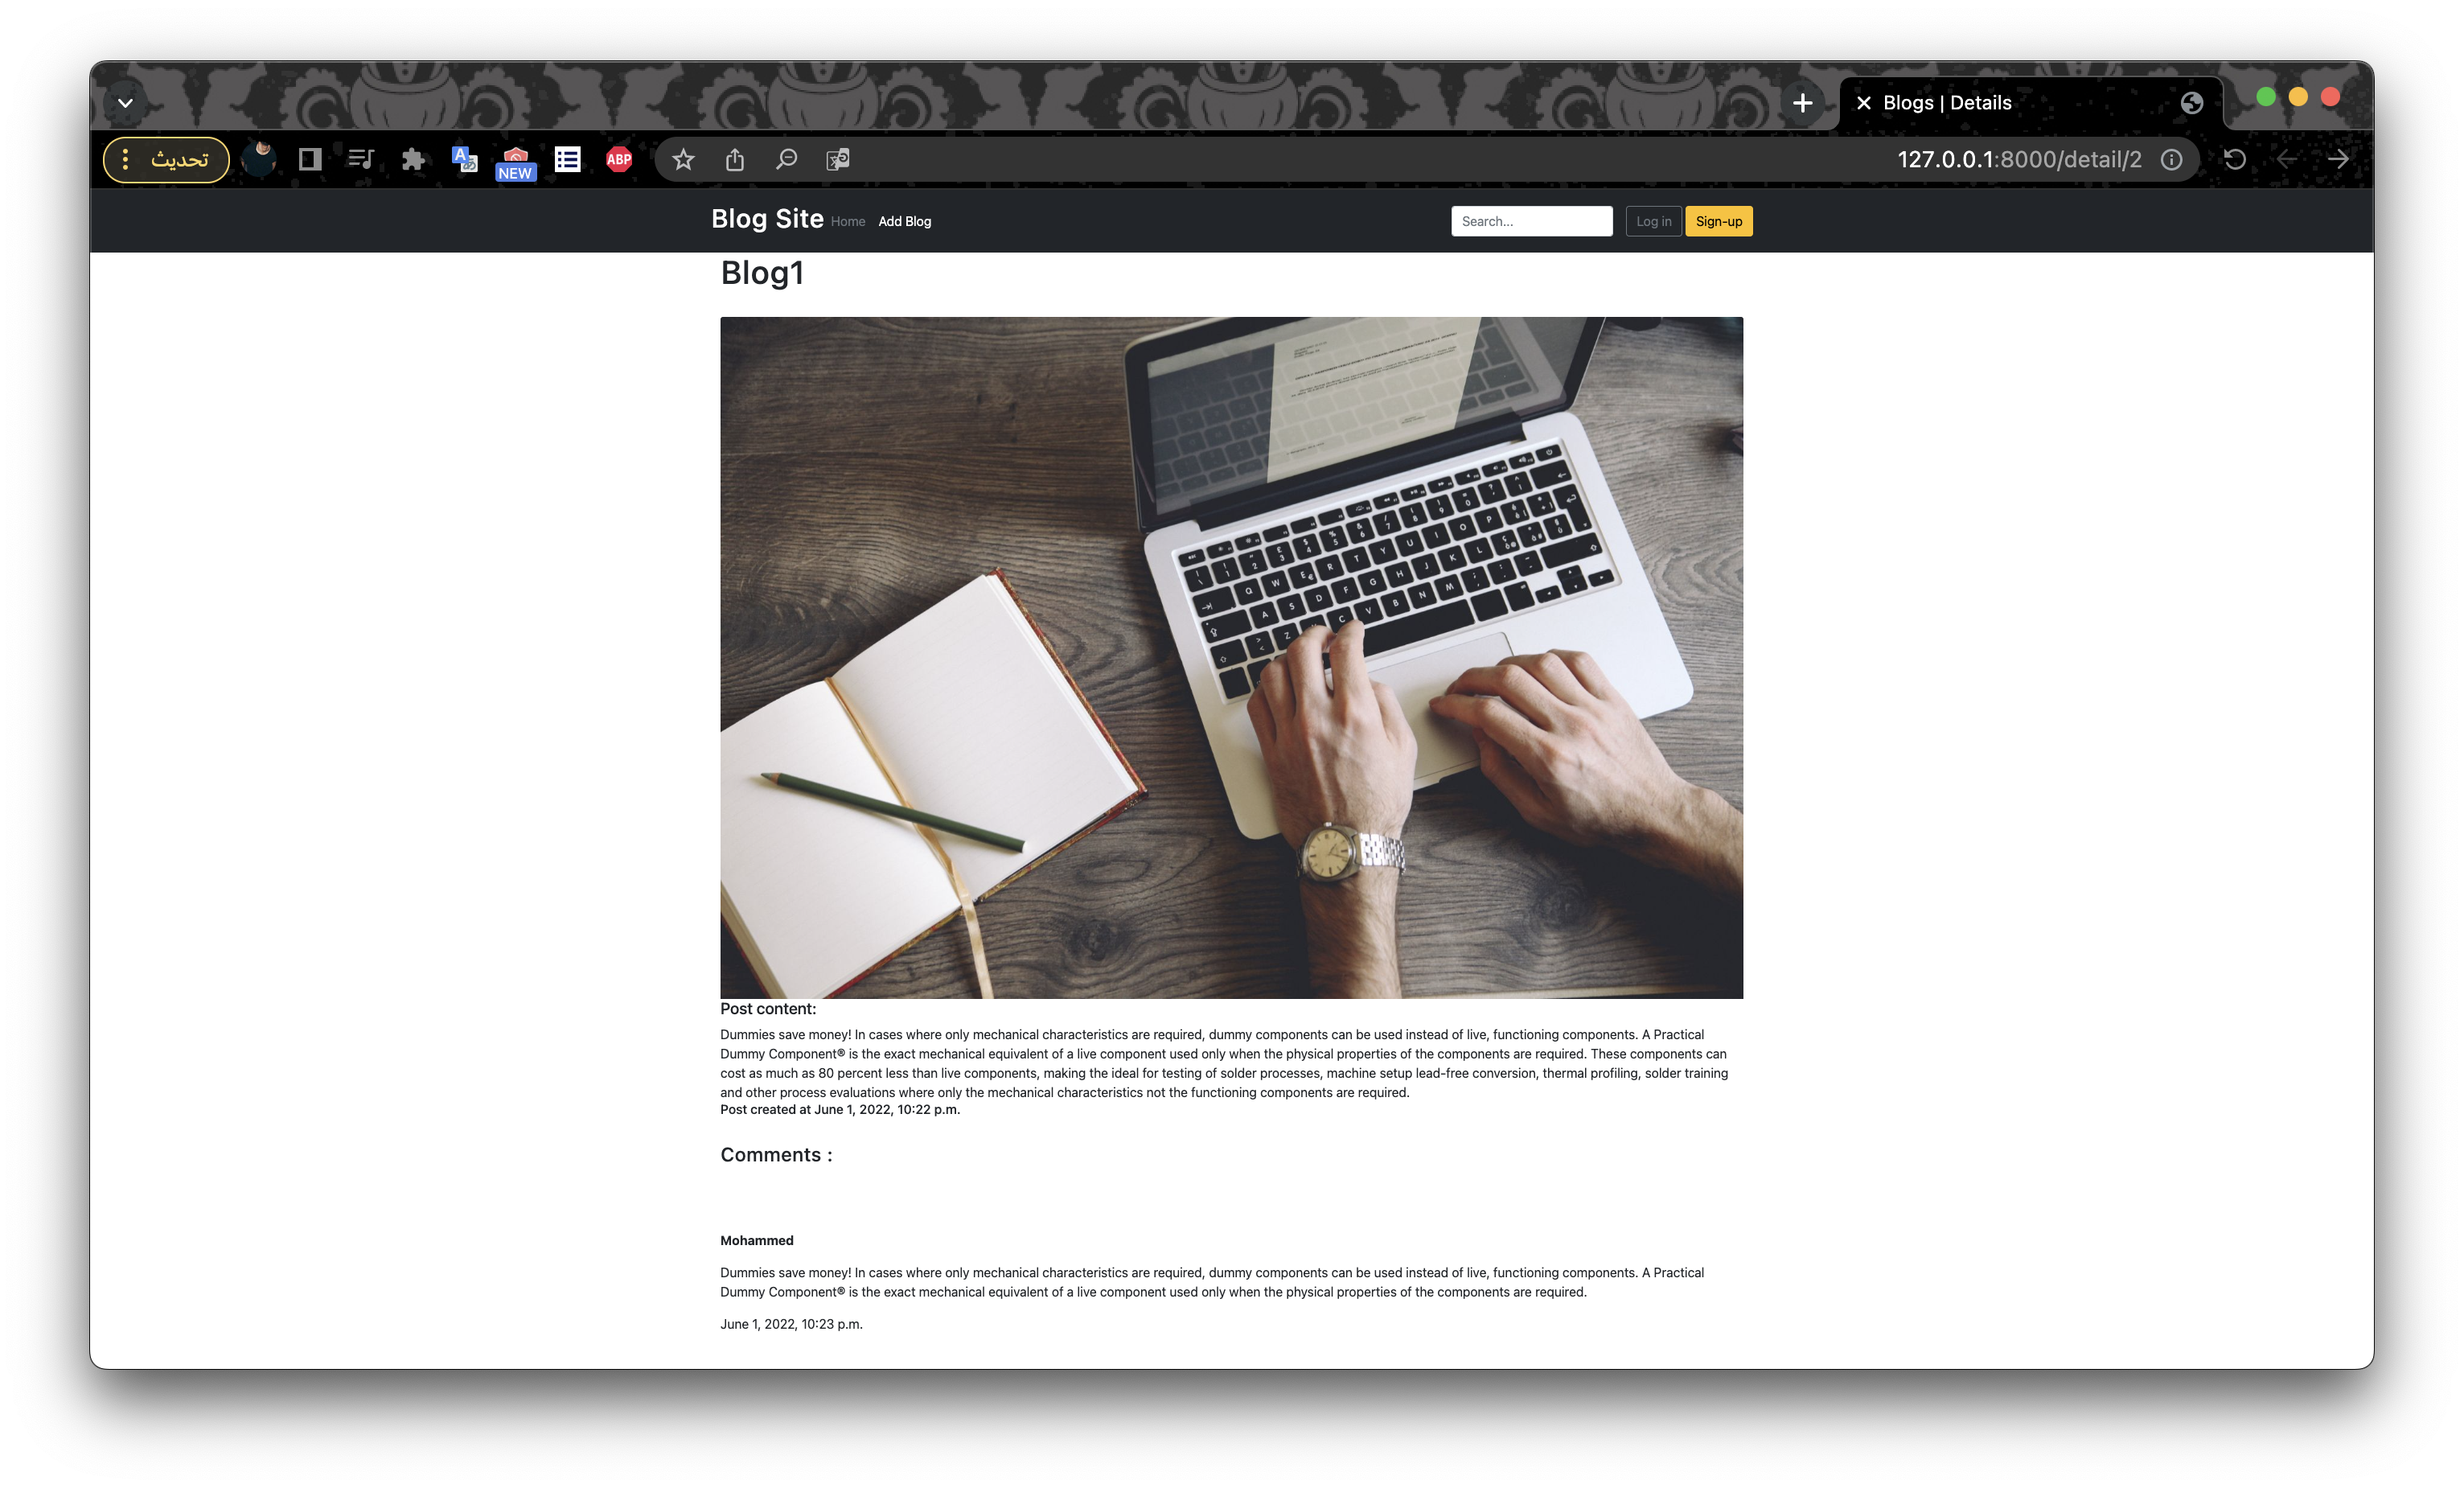 Blogs | Details
تحديث
NEW
ABP
127.0.0.1:8000/detail/2
Blog Site Home Add Blog
Search...
Log in
Sign-up
Blog1
Post content:
Dummies save money! In cases where only mechanical characteristics are required, dummy components can be used instead of live, functioning components. A Practical
Dummy Component® is the exact mechanical equivalent of a live component used only when the physical properties of the components are required. These components can
cost as much as 80 percent less than live components, making the ideal for testing of solder processes, machine setup lead-free conversion, thermal profiling, solder training
and other process evaluations where only the mechanical characteristics not the functioning components are required.
Post created at June 1, 2022, 10:22 p.m.
Comments :
Mohammed
Dummies save money! In cases where only mechanical characteristics are required, dummy components can be used instead of live, functioning components. A Practical
Dummy Component® is the exact mechanical equivalent of a live component used only when the physical properties of the components are required.
June 1, 2022, 10:23 p.m.